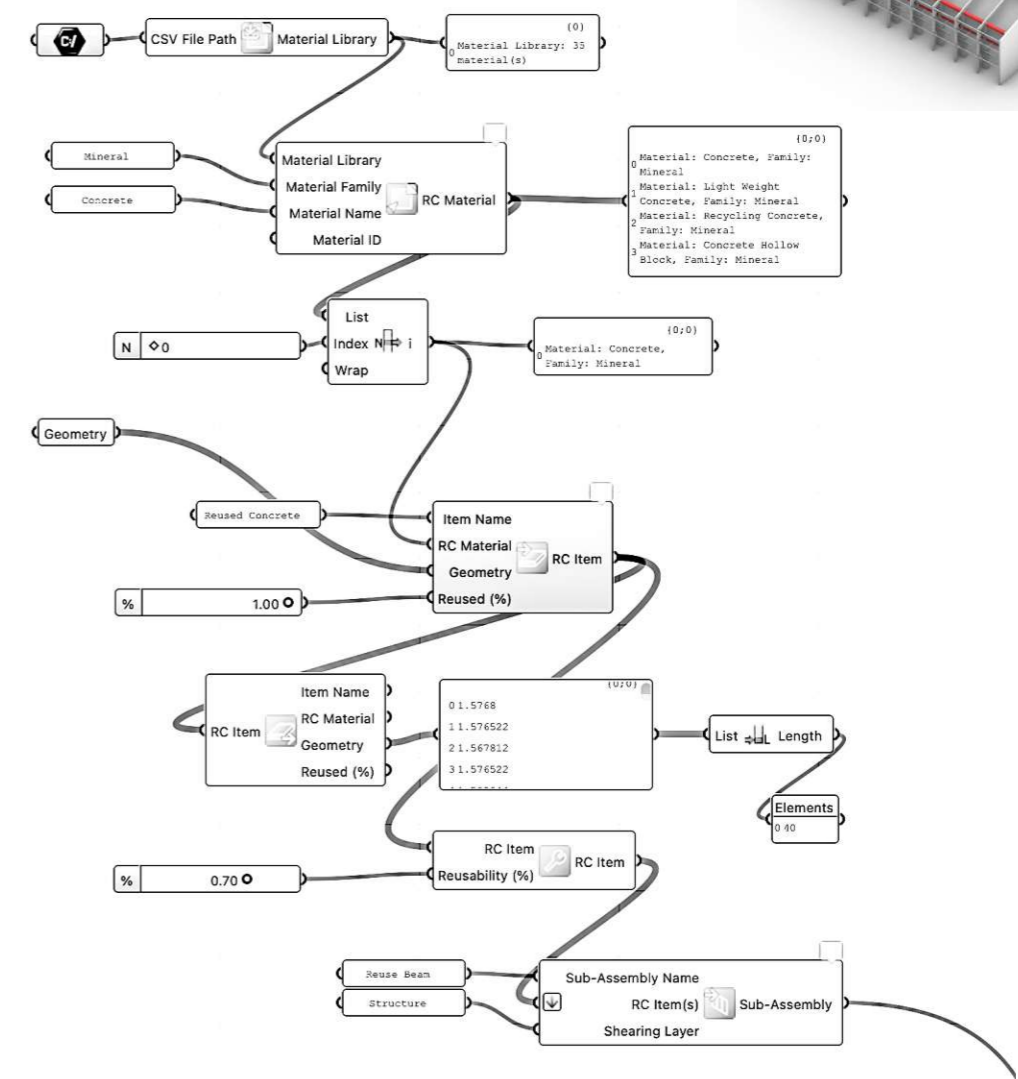 CSV File Path Material Library
{0}
0 Material Library: 35
material(s)
Mineral
Concrete
Material Library
Material Family
Material Name
Material ID
RC Material
{0;0}
0 Material: Concrete, Family:
Mineral
1 Material: Light Weight
Concrete, Family: Mineral
2 Material: Recycling Concrete,
Family: Mineral
3 Material: Concrete Hollow
Block, Family: Mineral
N ◇0
List
Index
Wrap
N i
{0;0}
0 Material: Concrete,
Family: Mineral
Geometry
Reused Concrete
% 1.00
Item Name
RC Material
Geometry
Reused (%)
RC Item
RC Item
Item Name
RC Material
Geometry
Reused (%)
{0;0}
0 1.5768
1 1.576522
2 1.567812
3 1.576522
List L Length
Elements
0 40
% 0.70
RC Item
Reusability (%)
RC Item
Reuse Beam
Structure
Sub-Assembly Name
RC Item(s)
Shearing Layer
Sub-Assembly